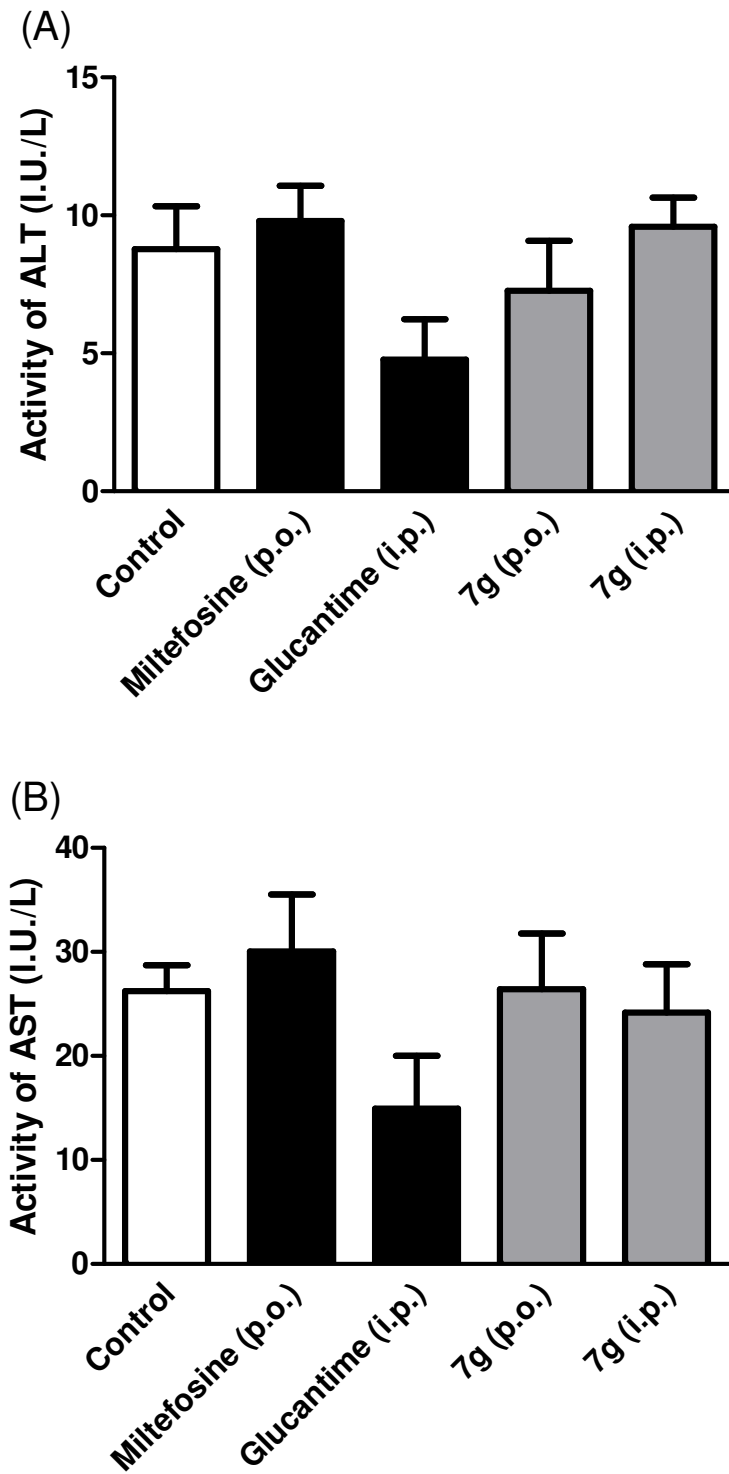 (A)
Activity of ALT (I.U./L)
15
10
5
0
Control
Miltefosine (p.o.)
Glucantime (i.p.)
7g (p.o.)
7g (i.p.)
(B)
Activity of AST (I.U./L)
40
30
20
10
0
Control
Miltefosine (p.o.)
Glucantime (i.p.)
7g (p.o.)
7g (i.p.)